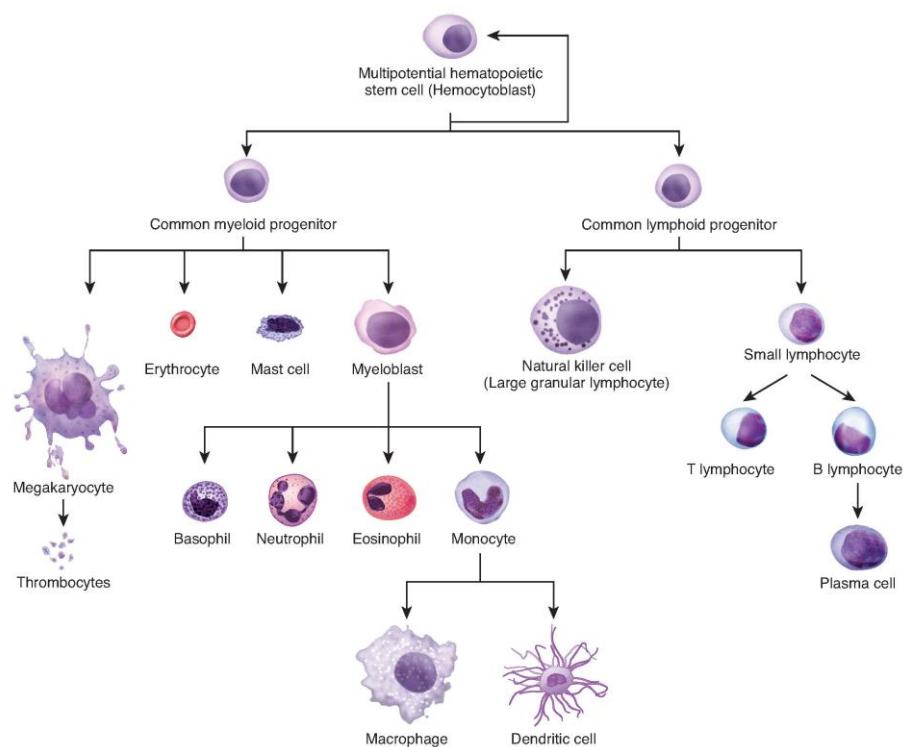 Multipotential hematopoietic
stem cell (Hemocytoblast)
Common myeloid progenitor
Common lymphoid progenitor
Erythrocyte
Mast cell
Myeloblast
Natural killer cell
(Large granular lymphocyte)
Small lymphocyte
Megakaryocyte
Thrombocytes
Basophil
Neutrophil
Eosinophil
Monocyte
T lymphocyte
B lymphocyte
Plasma cell
Macrophage
Dendritic cell